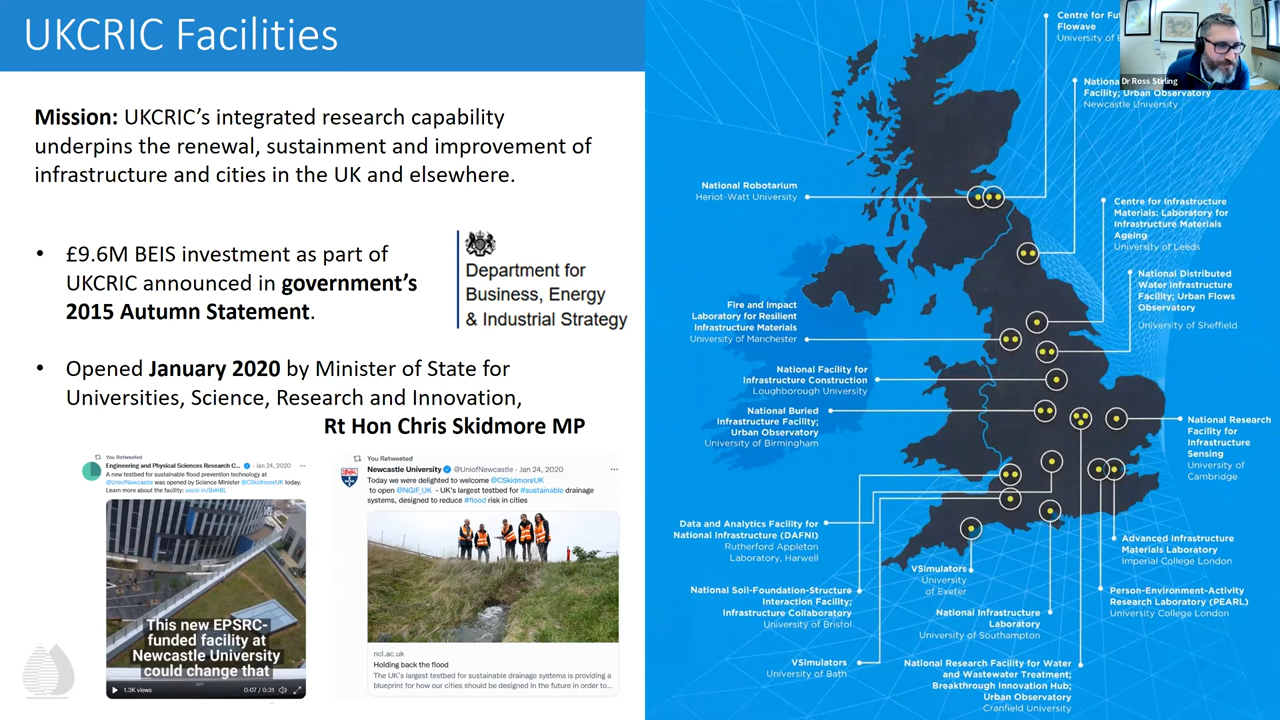 UKCRIC Facilities
Mission: UKCRIC's integrated research capability
underpins the renewal, sustainment and improvement of
infrastructure and cities in the UK and elsewhere.
• £9.6M BEIS investment as part of
UKCRIC announced in government's
2015 Autumn Statement.
Department for
Business, Energy
& Industrial Strategy
• Opened January 2020 by Minister of State for
Universities, Science, Research and Innovation,
Rt Hon Chris Skidmore MP
You Retweeted
Engineering and Physical Sciences Research C... · Jan 24, 2020
A new testbed for sustainable flood prevention technology at
@UniofNewcastle was opened by Science Minister @CSkidmoreUK today.
Learn more about the facility:
This new EPSRC-
funded facility at
Newcastle University
could change that
1.3K views
0:07 / 0:31
You Retweeted
Newcastle University @UniofNewcastle · Jan 24, 2020
Today we were delighted to welcome @CSkidmoreUK
to open @NGIF_UK - UK's largest testbed for #sustainable drainage
systems, designed to reduce #flood risk in cities
ncl.ac.uk
Holding back the flood
The UK's largest testbed for sustainable drainage systems is providing a
blueprint for how our cities should be designed in the future in order to...
Centre for Fut
Flowave
University of
Dr Ross Stirling
National
Facility; Urban Observatory
Newcastle University
National Robotarium
Heriot-Watt University
Centre for Infrastructure
Materials; Laboratory for
Infrastructure Materials
Ageing
University of Leeds
National Distributed
Water Infrastructure
Facility; Urban Flows
Observatory
University of Sheffield
Fire and Impact
Laboratory for Resilient
Infrastructure Materials
University of Manchester
National Facility for
Infrastructure Construction
Loughborough University
National Buried
Infrastructure Facility;
Urban Observatory
University of Birmingham
National Research
Facility for
Infrastructure
Sensing
University of
Cambridge
Data and Analytics Facility for
National Infrastructure (DAFNI)
Rutherford Appleton
Laboratory, Harwell
Advanced Infrastructure
Materials Laboratory
Imperial College London
VSimulators
University
of Exeter
National Soil-Foundation-Structure
Interaction Facility;
Infrastructure Collaboratory
University of Bristol
Person-Environment-Activity
Research Laboratory (PEARL)
University College London
National Infrastructure
Laboratory
University of Southampton
VSimulators
University of Bath
National Research Facility for Water
and Wastewater Treatment;
Breakthrough Innovation Hub;
Urban Observatory
Cranfield University